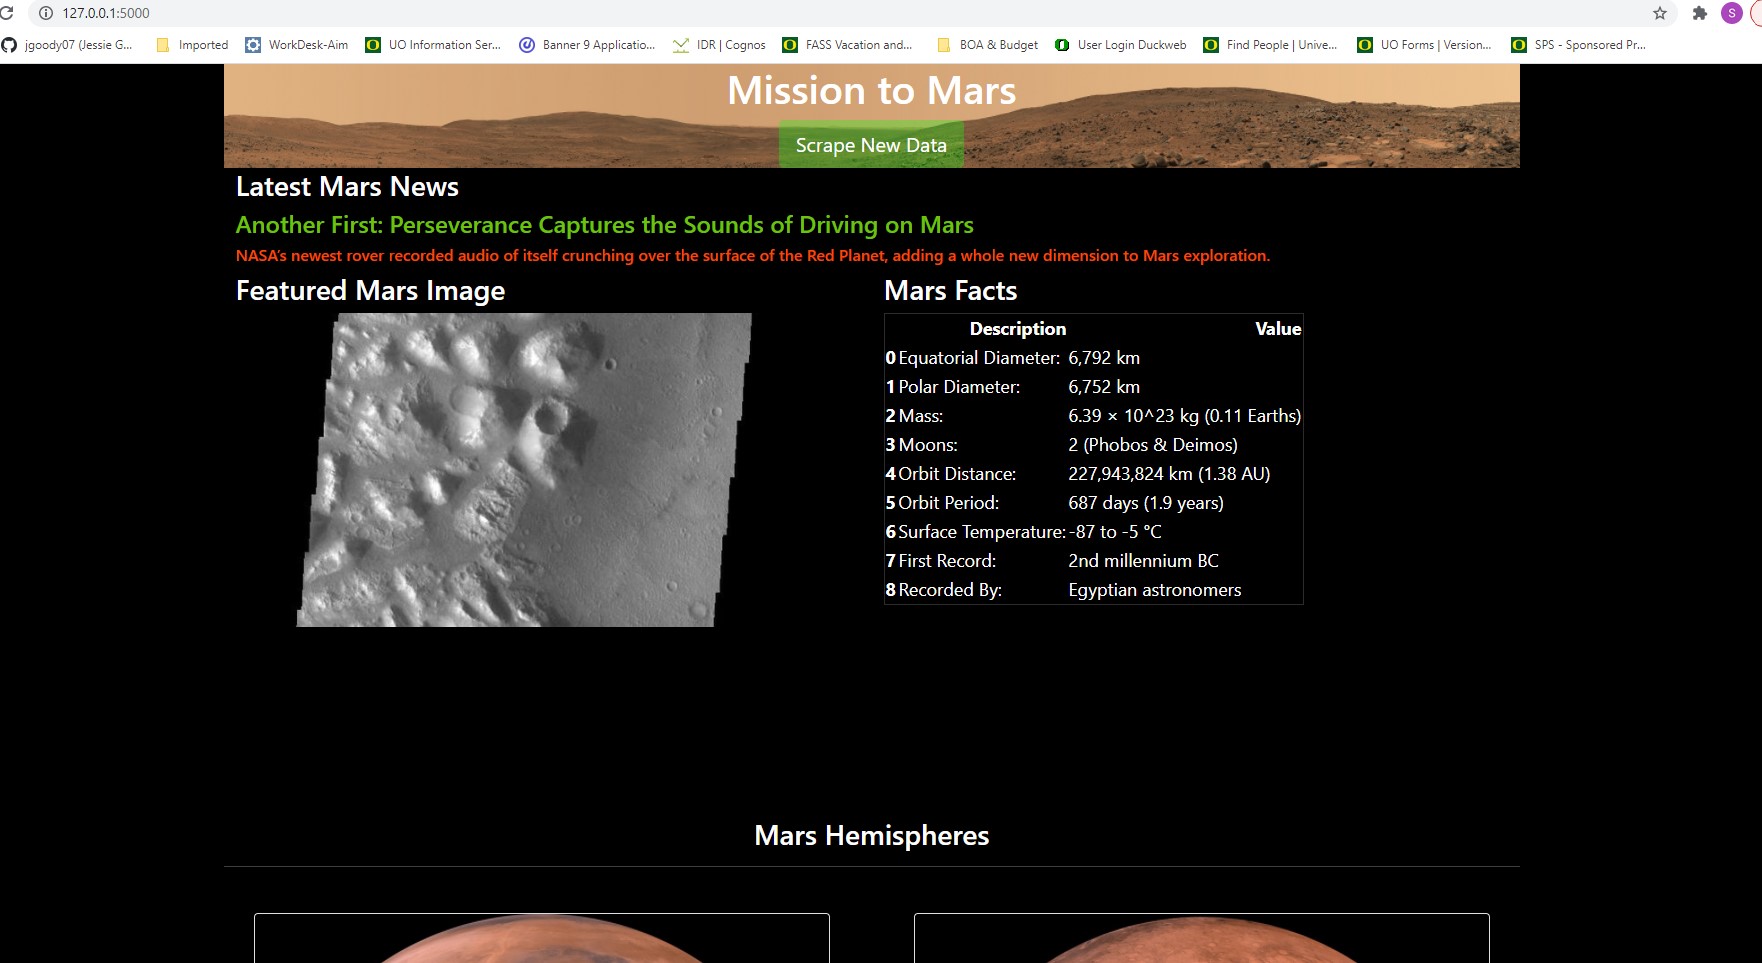 127.0.0.1:5000
S
jgoody07 (Jessie G... Imported WorkDesk-Aim UO Information Ser... Banner 9 Applicatio... IDR | Cognos FASS Vacation and... BOA & Budget User Login Duckweb Find People | Unive... UO Forms | Version... SPS - Sponsored Pr...
Mission to Mars
Scrape New Data
Latest Mars News
Another First: Perseverance Captures the Sounds of Driving on Mars
NASA's newest rover recorded audio of itself crunching over the surface of the Red Planet, adding a whole new dimension to Mars exploration.
Featured Mars Image
Mars Facts
Description Value
0 Equatorial Diameter: 6,792 km
1 Polar Diameter: 6,752 km
2 Mass: 6.39 × 10^23 kg (0.11 Earths)
3 Moons: 2 (Phobos & Deimos)
4 Orbit Distance: 227,943,824 km (1.38 AU)
5 Orbit Period: 687 days (1.9 years)
6 Surface Temperature: -87 to -5 °C
7 First Record: 2nd millennium BC
8 Recorded By: Egyptian astronomers
Mars Hemispheres